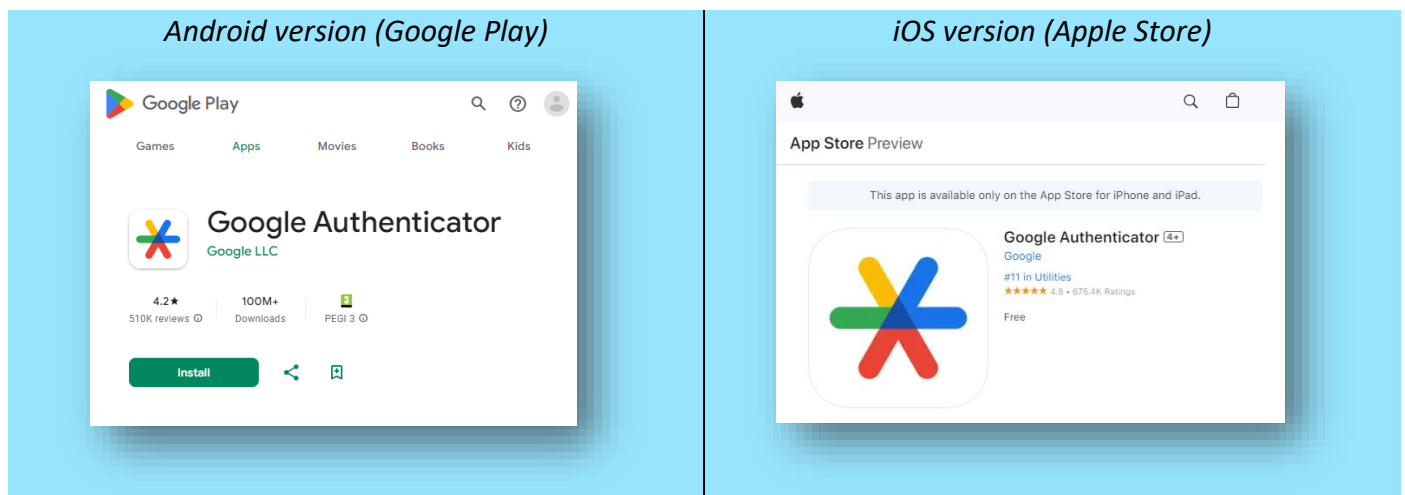 Android version (Google Play)
Google Play
Games Apps Movies Books Kids
Google Authenticator
Google LLC
4.2★ 100M+ 3
510K reviews Downloads PEGI 3
Install
iOS version (Apple Store)
App Store Preview
This app is available only on the App Store for iPhone and iPad.
Google Authenticator 4+
Google
#11 in Utilities
★★★★★ 4.8 • 675.4K Ratings
Free